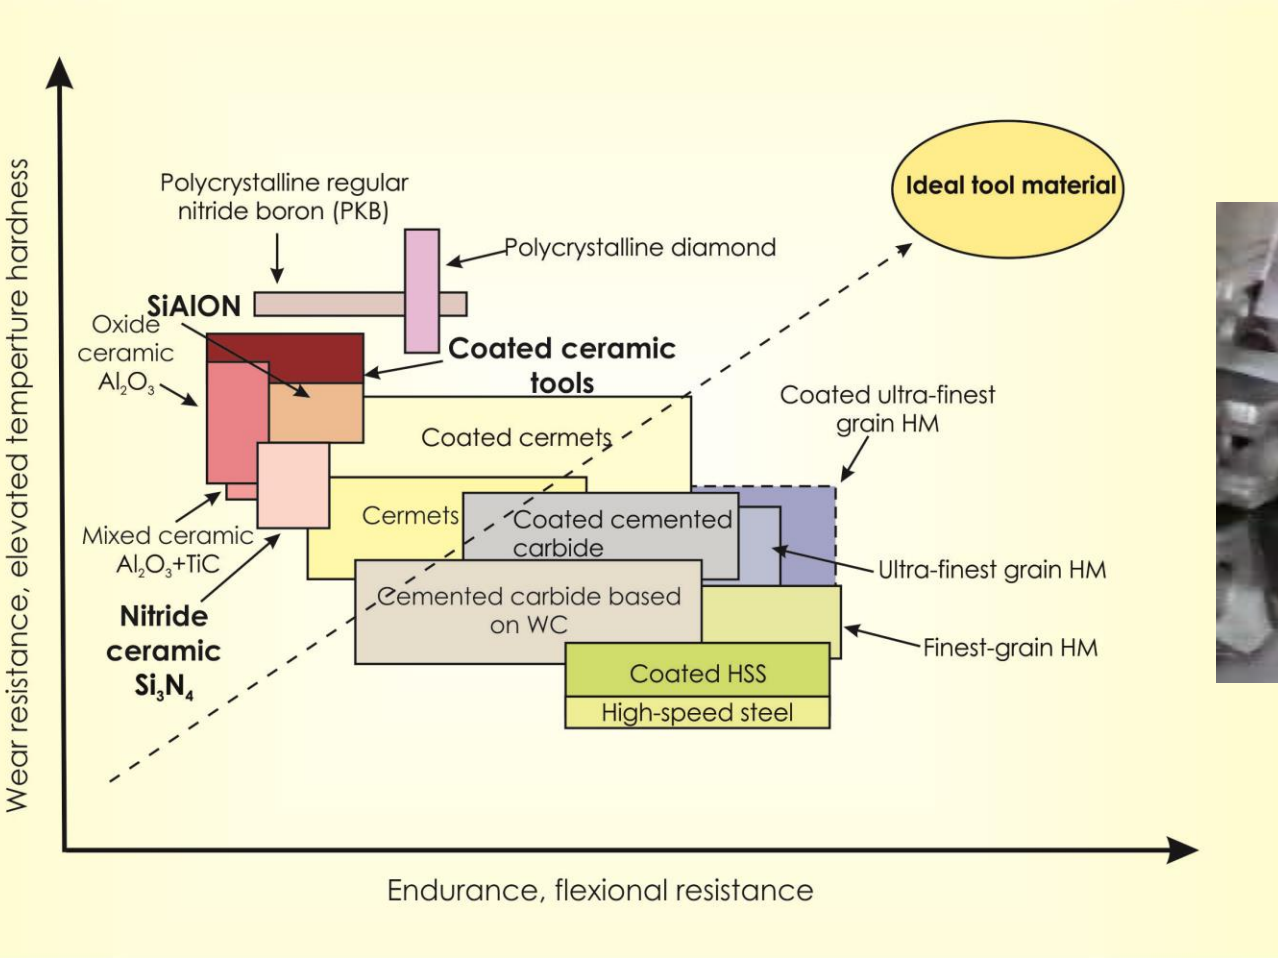 Wear resistance, elevated temperture hardness
Polycrystalline regular
nitride boron (PKB)
Ideal tool material
Polycrystalline diamond
SiAlON
Oxide
ceramic
Al₂O₃
Coated ceramic
tools
Coated ultra-finest
grain HM
Coated cermets
Cermets
Coated cemented
carbide
Mixed ceramic
Al₂O₃+TiC
Ultra-finest grain HM
Nitride
ceramic
Si₃N₄
Cemented carbide based
on WC
Finest-grain HM
Coated HSS
High-speed steel
Endurance, flexional resistance